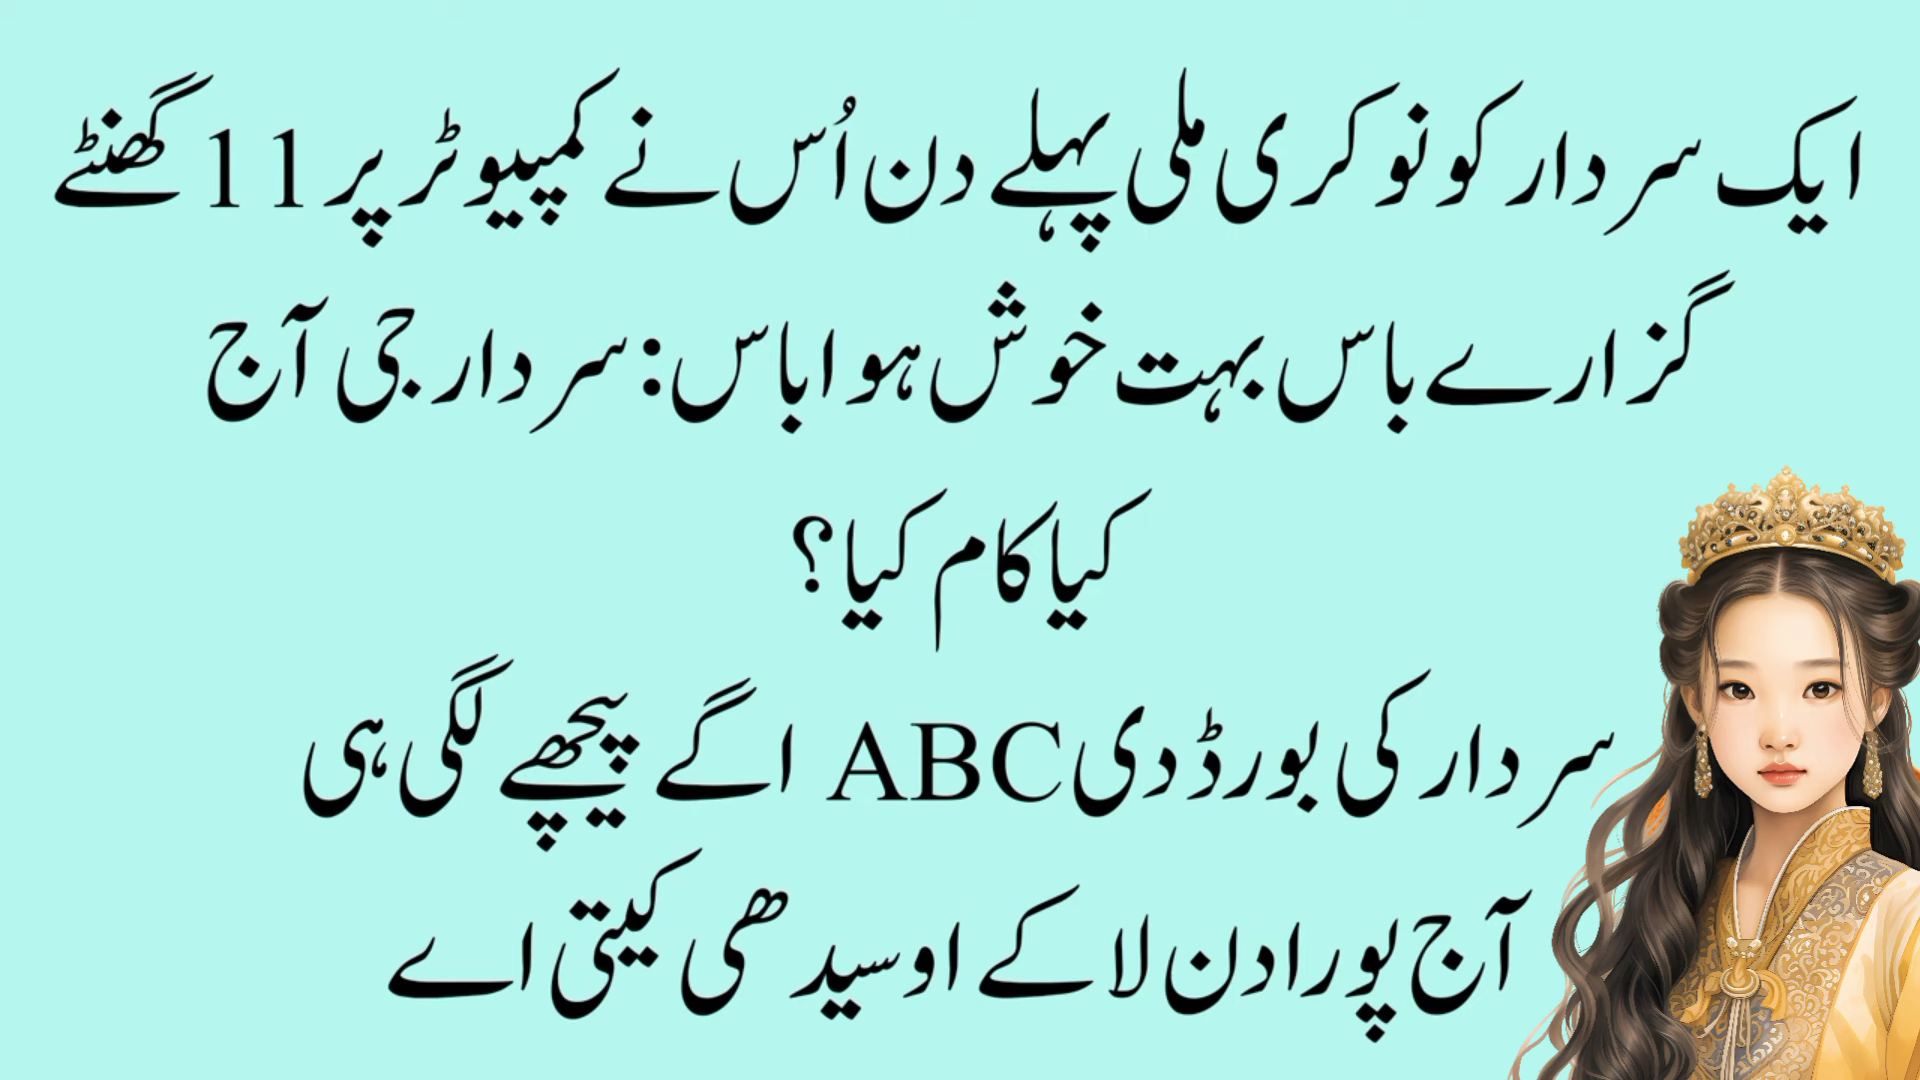 ایک سردار کو نوکری ملی پہلے دن اُس نے کمپیوٹر پر 11 گھنٹے
گزارے باس بہت خوش ہوا باس: سردار جی آج
کیا کام کیا؟
سردار کی بورڈ دی ABC اگے پیچھے لگی ہی
آج پورا دن لا کے او سیدھی کیتی اے